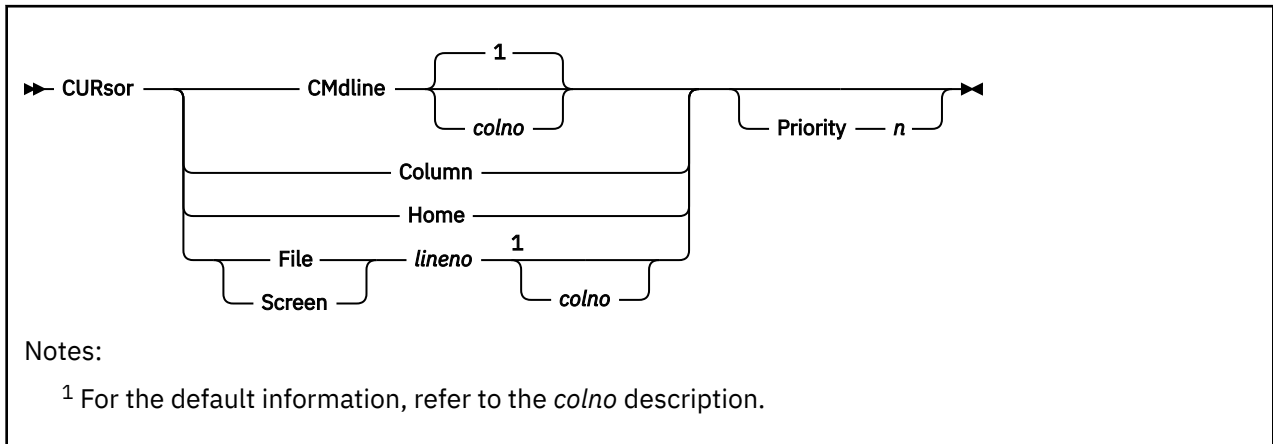 1
CURsor CMdline
colno Priority n
Column
Home
File lineno 1
Screen colno
Notes:
1 For the default information, refer to the colno description.